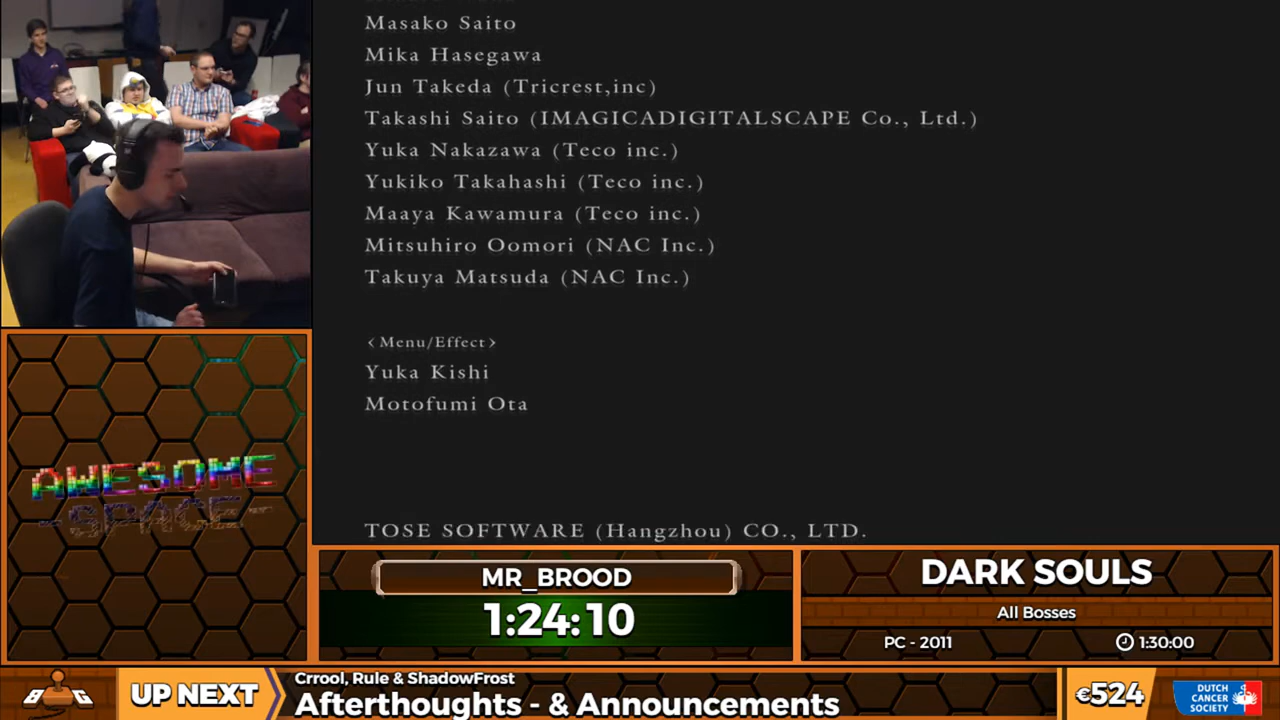 Masako Saito
Mika Hasegawa
Jun Takeda (Tricrest,inc)
Takashi Saito (IMAGICADIGITALSCAPE Co., Ltd.)
Yuka Nakazawa (Teco inc.)
Yukiko Takahashi (Teco inc.)
Maaya Kawamura (Teco inc.)
Mitsuhiro Oomori (NAC Inc.)
Takuya Matsuda (NAC Inc.)
<Menu/Effect>
Yuka Kishi
Motofumi Ota
TOSE SOFTWARE (Hangzhou) CO., LTD.
AWESOME
-SPACE-
MR_BROOD
1:24:10
DARK SOULS
All Bosses
PC - 2011
1:30:00
BSG
UP NEXT
Crrool, Rule & ShadowFrost
Afterthoughts - & Announcements
€524
DUTCH
CANCER
SOCIETY